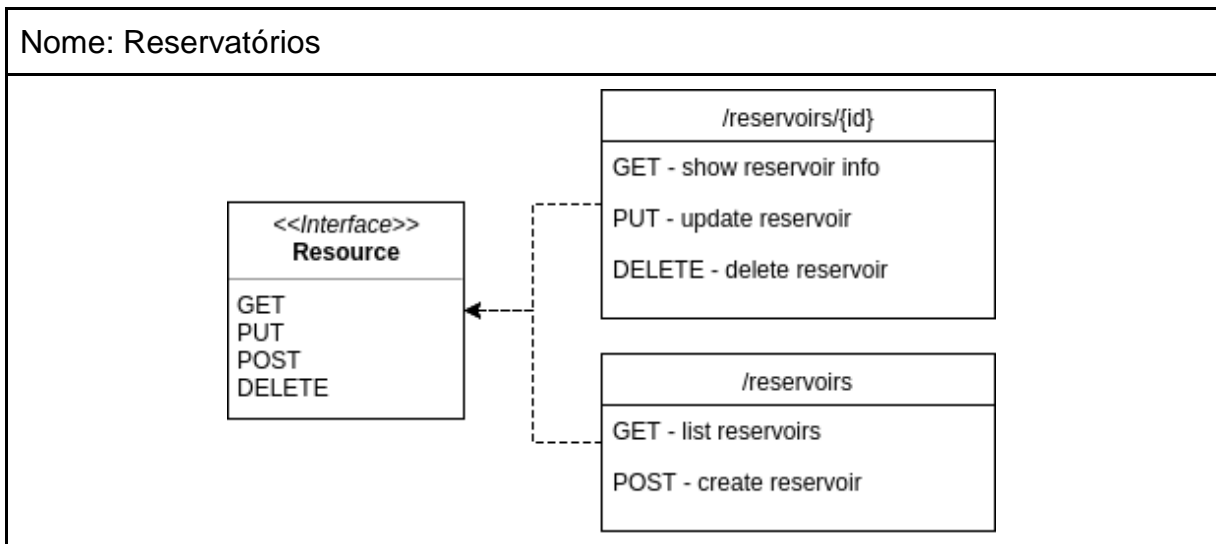 Nome: Reservatórios
<<Interface>>
Resource
GET
PUT
POST
DELETE
/reservoirs/{id}
GET - show reservoir info
PUT - update reservoir
DELETE - delete reservoir
/reservoirs
GET - list reservoirs
POST - create reservoir